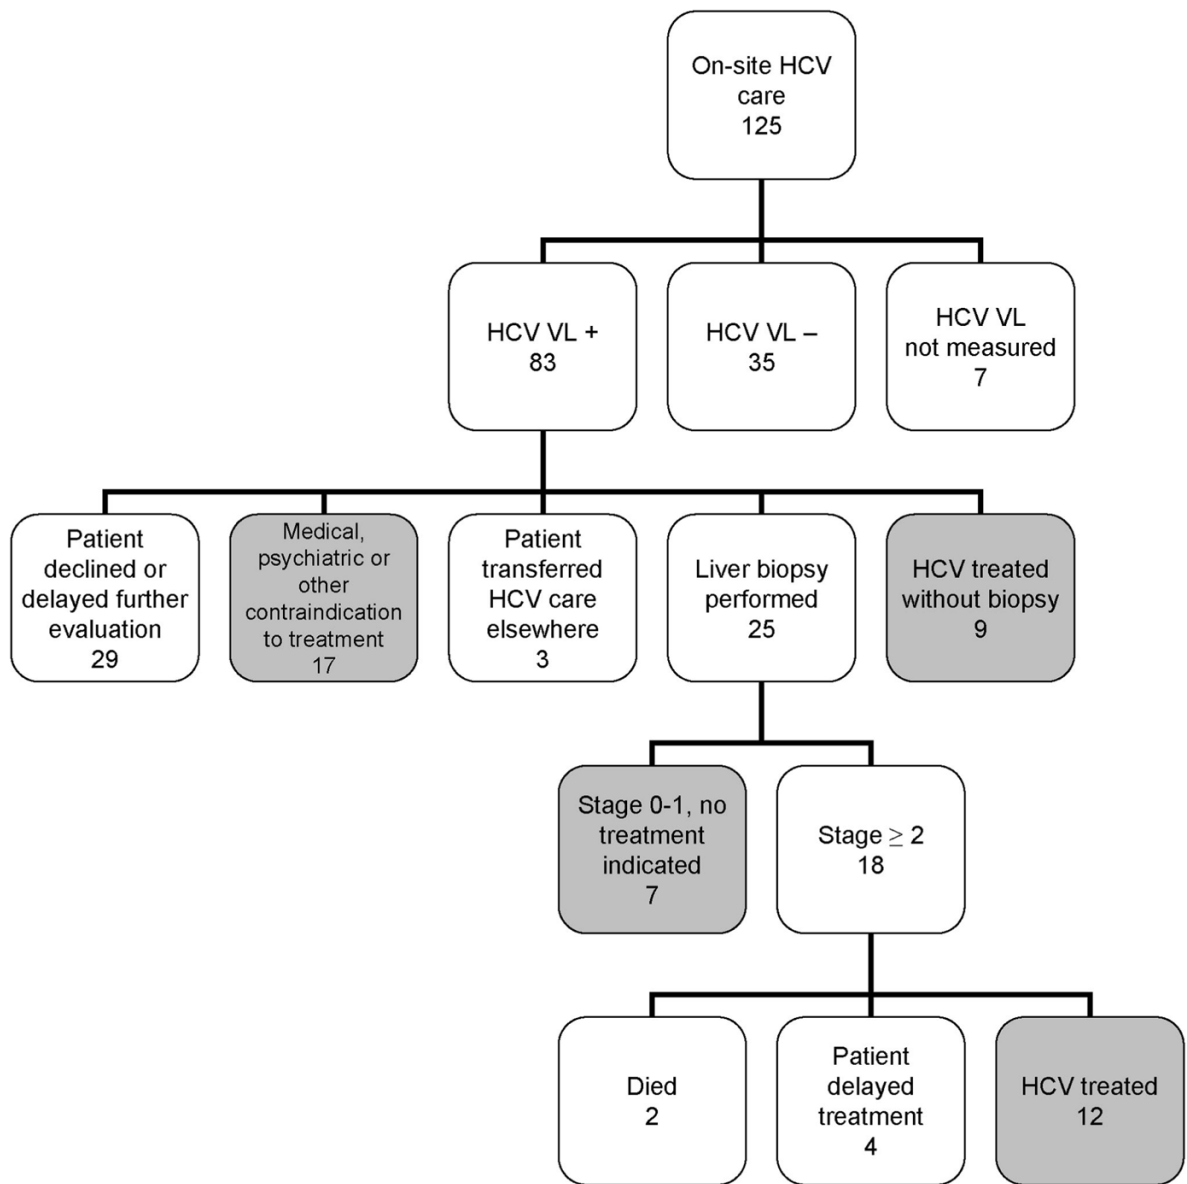 On-site HCV
care
125
HCV VL +
83
HCV VL –
35
HCV VL
not measured
7
Patient
declined or
delayed further
evaluation
29
Medical,
psychiatric or
other
contraindication
to treatment
17
Patient
transferred
HCV care
elsewhere
3
Liver biopsy
performed
25
HCV treated
without biopsy
9
Stage 0-1, no
treatment
indicated
7
Stage ≥ 2
18
Died
2
Patient
delayed
treatment
4
HCV treated
12